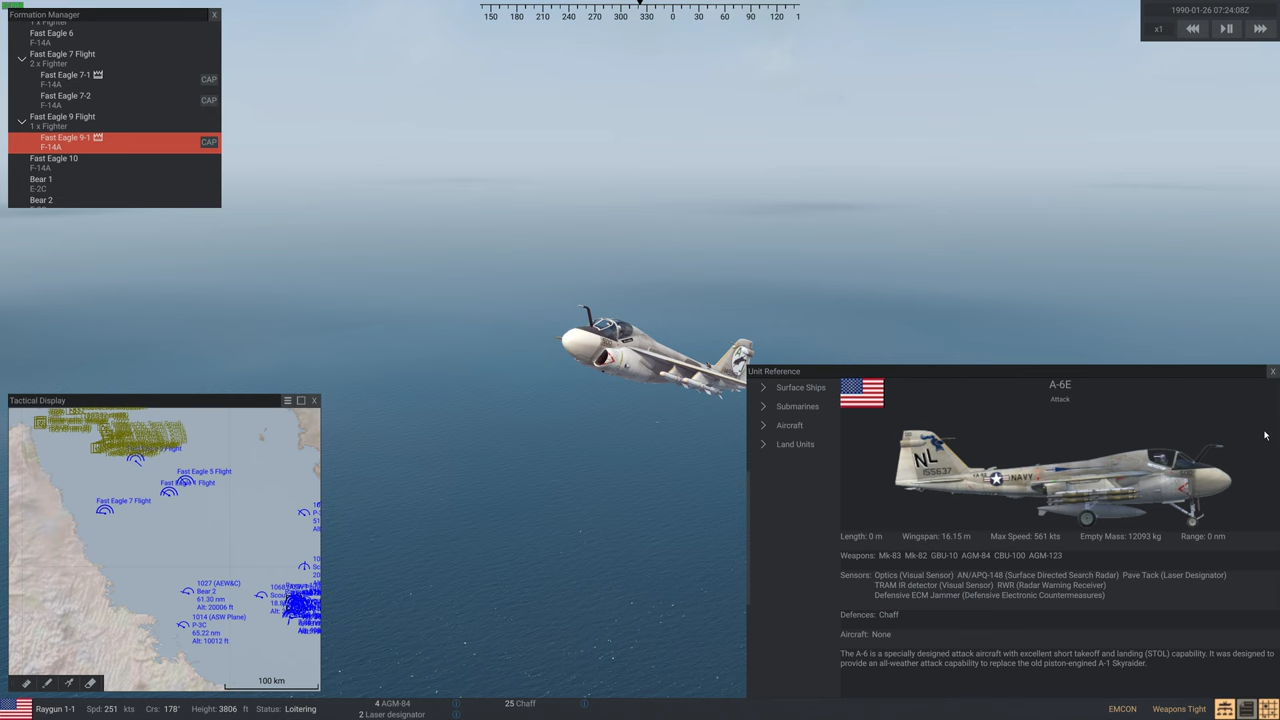 Formation Manager X
1 x Fighter
Fast Eagle 6
F-14A
Fast Eagle 7 Flight
2 x Fighter
Fast Eagle 7-1
F-14A
CAP
Fast Eagle 7-2
F-14A
CAP
Fast Eagle 9 Flight
1 x Fighter
Fast Eagle 9-1
F-14A
CAP
Fast Eagle 10
F-14A
Bear 1
E-2C
Bear 2
150 180 210 240 270 300 330 0 30 60 90 120 1
1990-01-26 07:24:08Z
x1
Tactical Display X
Flight
Fast Eagle 5 Flight
Flight
Fast Eagle 7 Flight
1027 (AEW&C)
Bear 2
61.30 nm
Alt: 20006 ft
1014 (ASW Plane)
P-3C
65.22 nm
Alt: 10012 ft
100 km
Unit Reference X
Surface Ships
Submarines
Aircraft
Land Units
A-6E
Attack
NL
155637
NAVY
Length: 0 m Wingspan: 16.15 m Max Speed: 561 kts Empty Mass: 12093 kg Range: 0 nm
Weapons: Mk-83 Mk-82 GBU-10 AGM-84 CBU-100 AGM-123
Sensors: Optics (Visual Sensor) AN/APQ-148 (Surface Directed Search Radar) Pave Tack (Laser Designator)
TRAM IR detector (Visual Sensor) RWR (Radar Warning Receiver)
Defensive ECM Jammer (Defensive Electronic Countermeasures)
Defences: Chaff
Aircraft: None
The A-6 is a specially designed attack aircraft with excellent short takeoff and landing (STOL) capability. It was designed to
provide an all-weather attack capability to replace the old piston-engined A-1 Skyraider.
Raygun 1-1 Spd: 251 kts Crs: 178° Height: 3806 ft Status: Loitering
4 AGM-84
2 Laser designator
25 Chaff
EMCON Weapons Tight